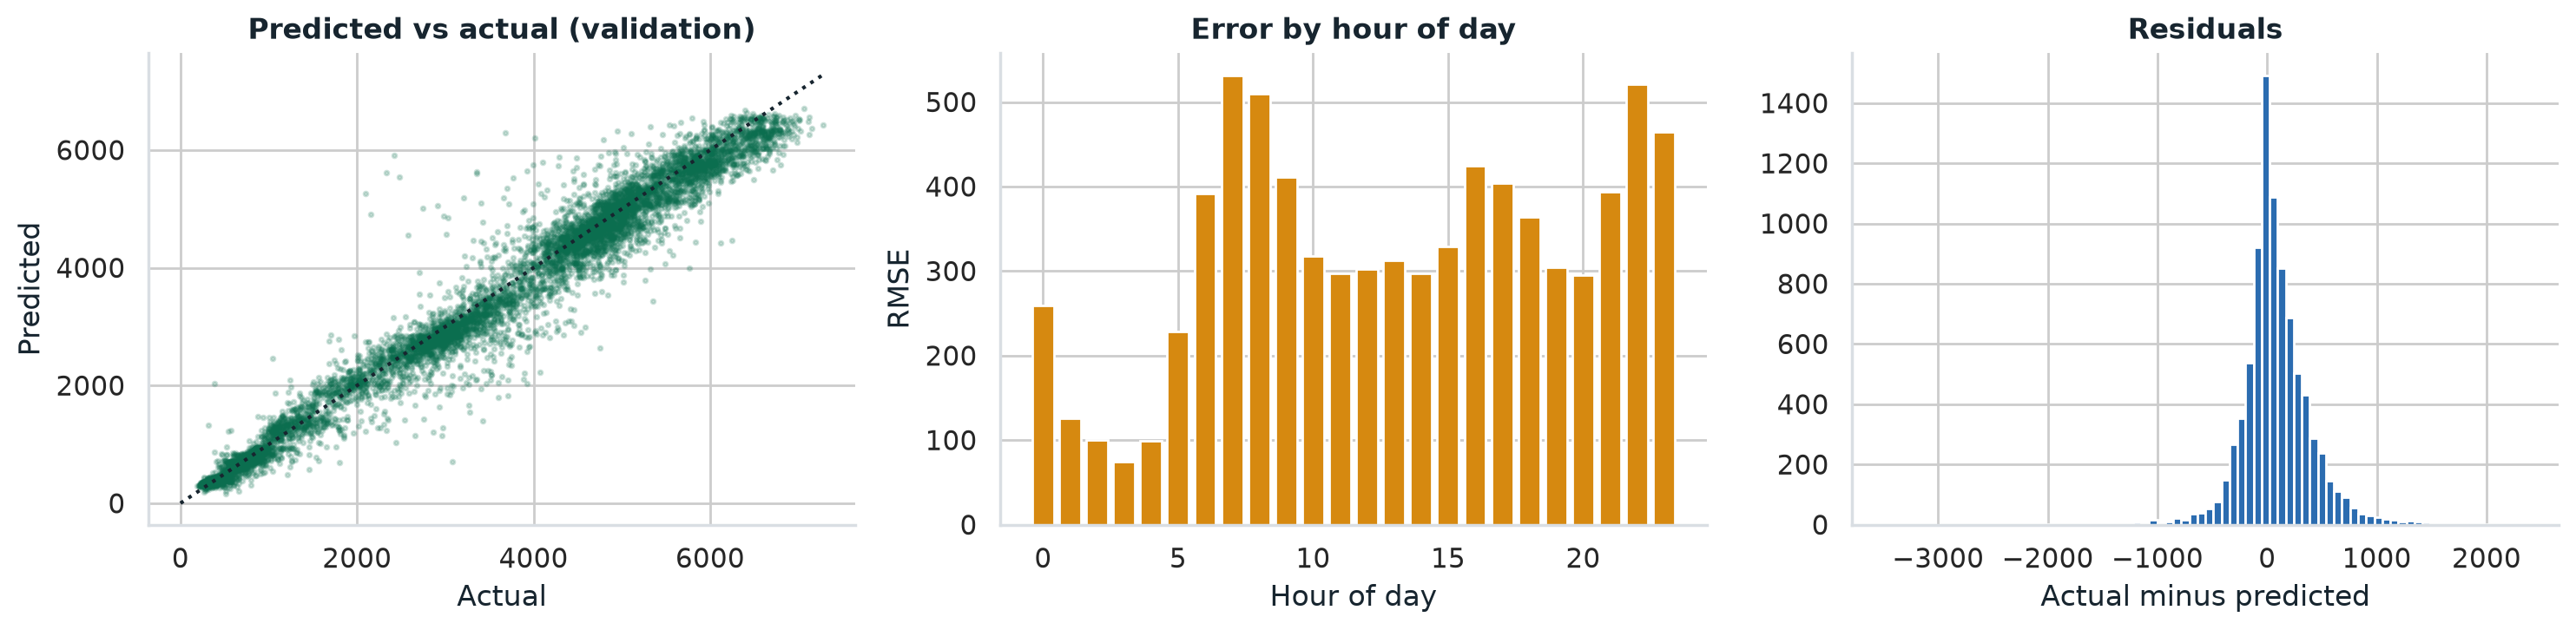 Predicted vs actual (validation)
Predicted
6000
4000
2000
0
0 2000 4000 6000
Actual
Error by hour of day
RMSE
500
400
300
200
100
0
0 5 10 15 20
Hour of day
Residuals
1400
1200
1000
800
600
400
200
0
−3000 −2000 −1000 0 1000 2000
Actual minus predicted